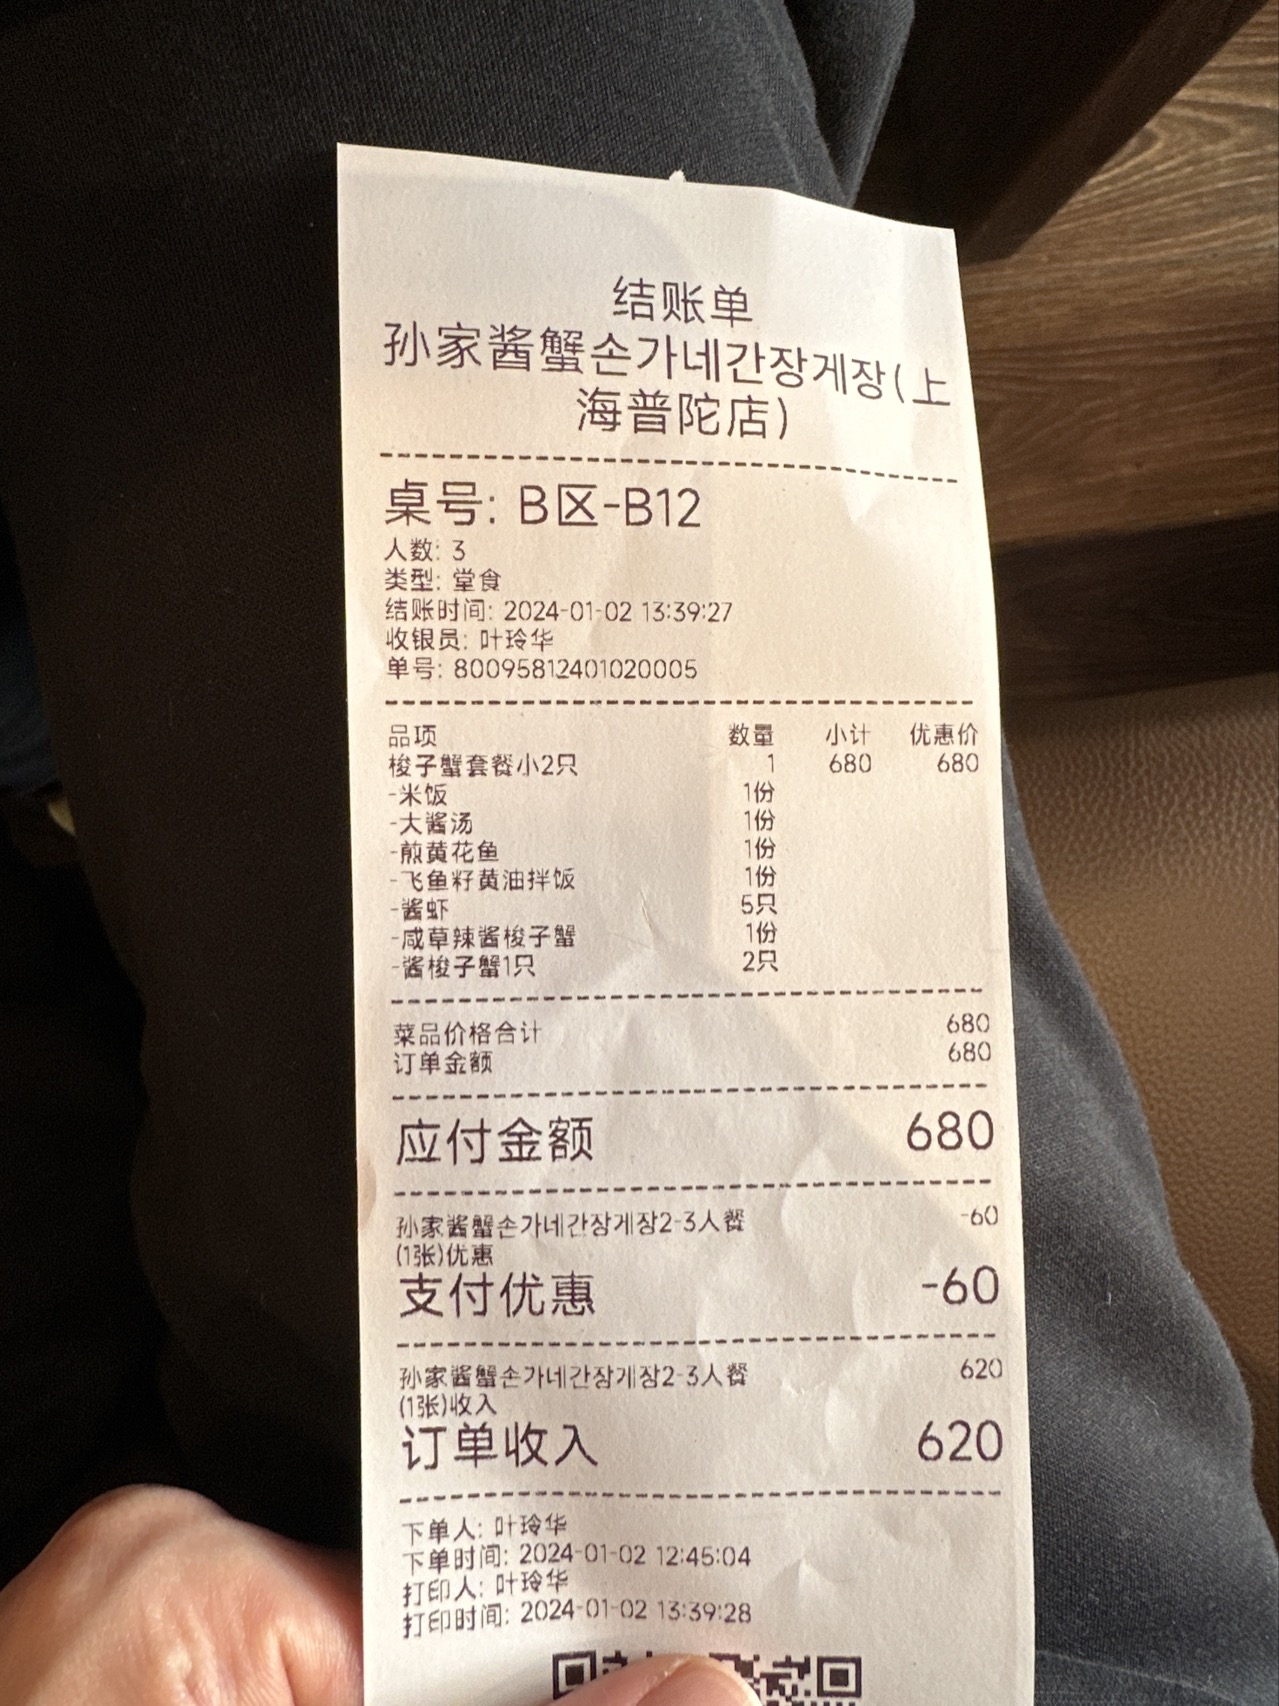 结账单
孙家酱蟹손가네간장게장(上
海普陀店)
桌号: B区-B12
人数: 3
类型: 堂食
结账时间: 2024-01-02 13:39:27
收银员: 叶玲华
单号: 80095812401020005
品项 数量 小计 优惠价
梭子蟹套餐小2只 1 680 680
-米饭 1份
-大酱汤 1份
-煎黄花鱼 1份
-飞鱼籽黄油拌饭 1份
-酱虾 5只
-咸草辣酱梭子蟹 1份
-酱梭子蟹1只 2只
菜品价格合计 680
订单金额 680
应付金额 680
孙家酱蟹손가네간장게장2-3人餐 -60
(1张)优惠
支付优惠 -60
孙家酱蟹손가네간장게장2-3人餐 620
(1张)收入
订单收入 620
下单人: 叶玲华
下单时间: 2024-01-02 12:45:04
打印人: 叶玲华
打印时间: 2024-01-02 13:39:28